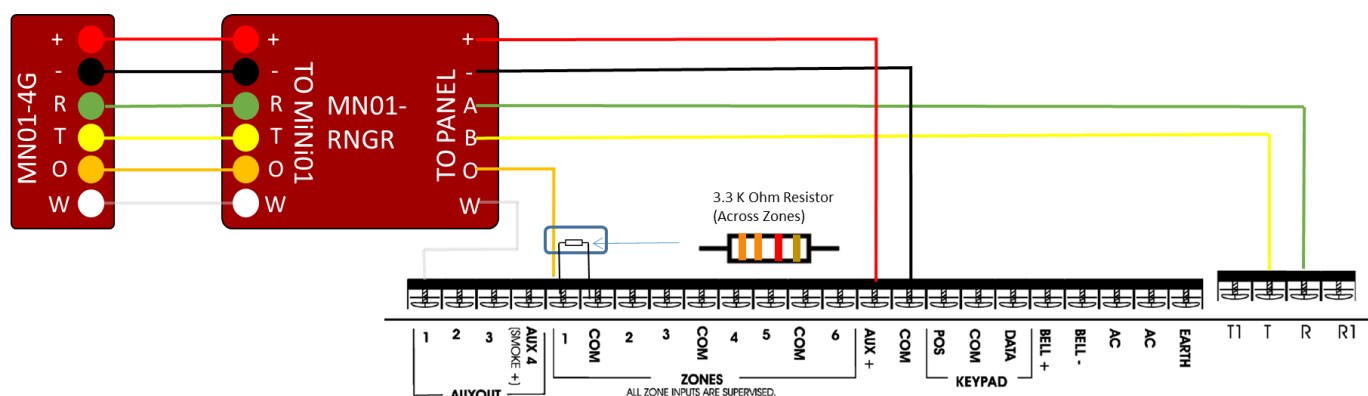 MN01-4G
+
-
R
T
O
W
+
-
R
T
O
W
TO MiNi01
MN01-
RNGR
TO PANEL
+
-
A
B
O
W
3.3 K Ohm Resistor
(Across Zones)
1
2
3
AUX 4
(SMOKE +)
1
COM
2
3
COM
4
5
COM
6
AUX +
COM
POS
COM
DATA
BELL +
BELL -
AC
AC
EARTH
T1
T
R
R1
AUXOUT
ZONES
ALL ZONE INPUTS ARE SUPERVISED.
KEYPAD